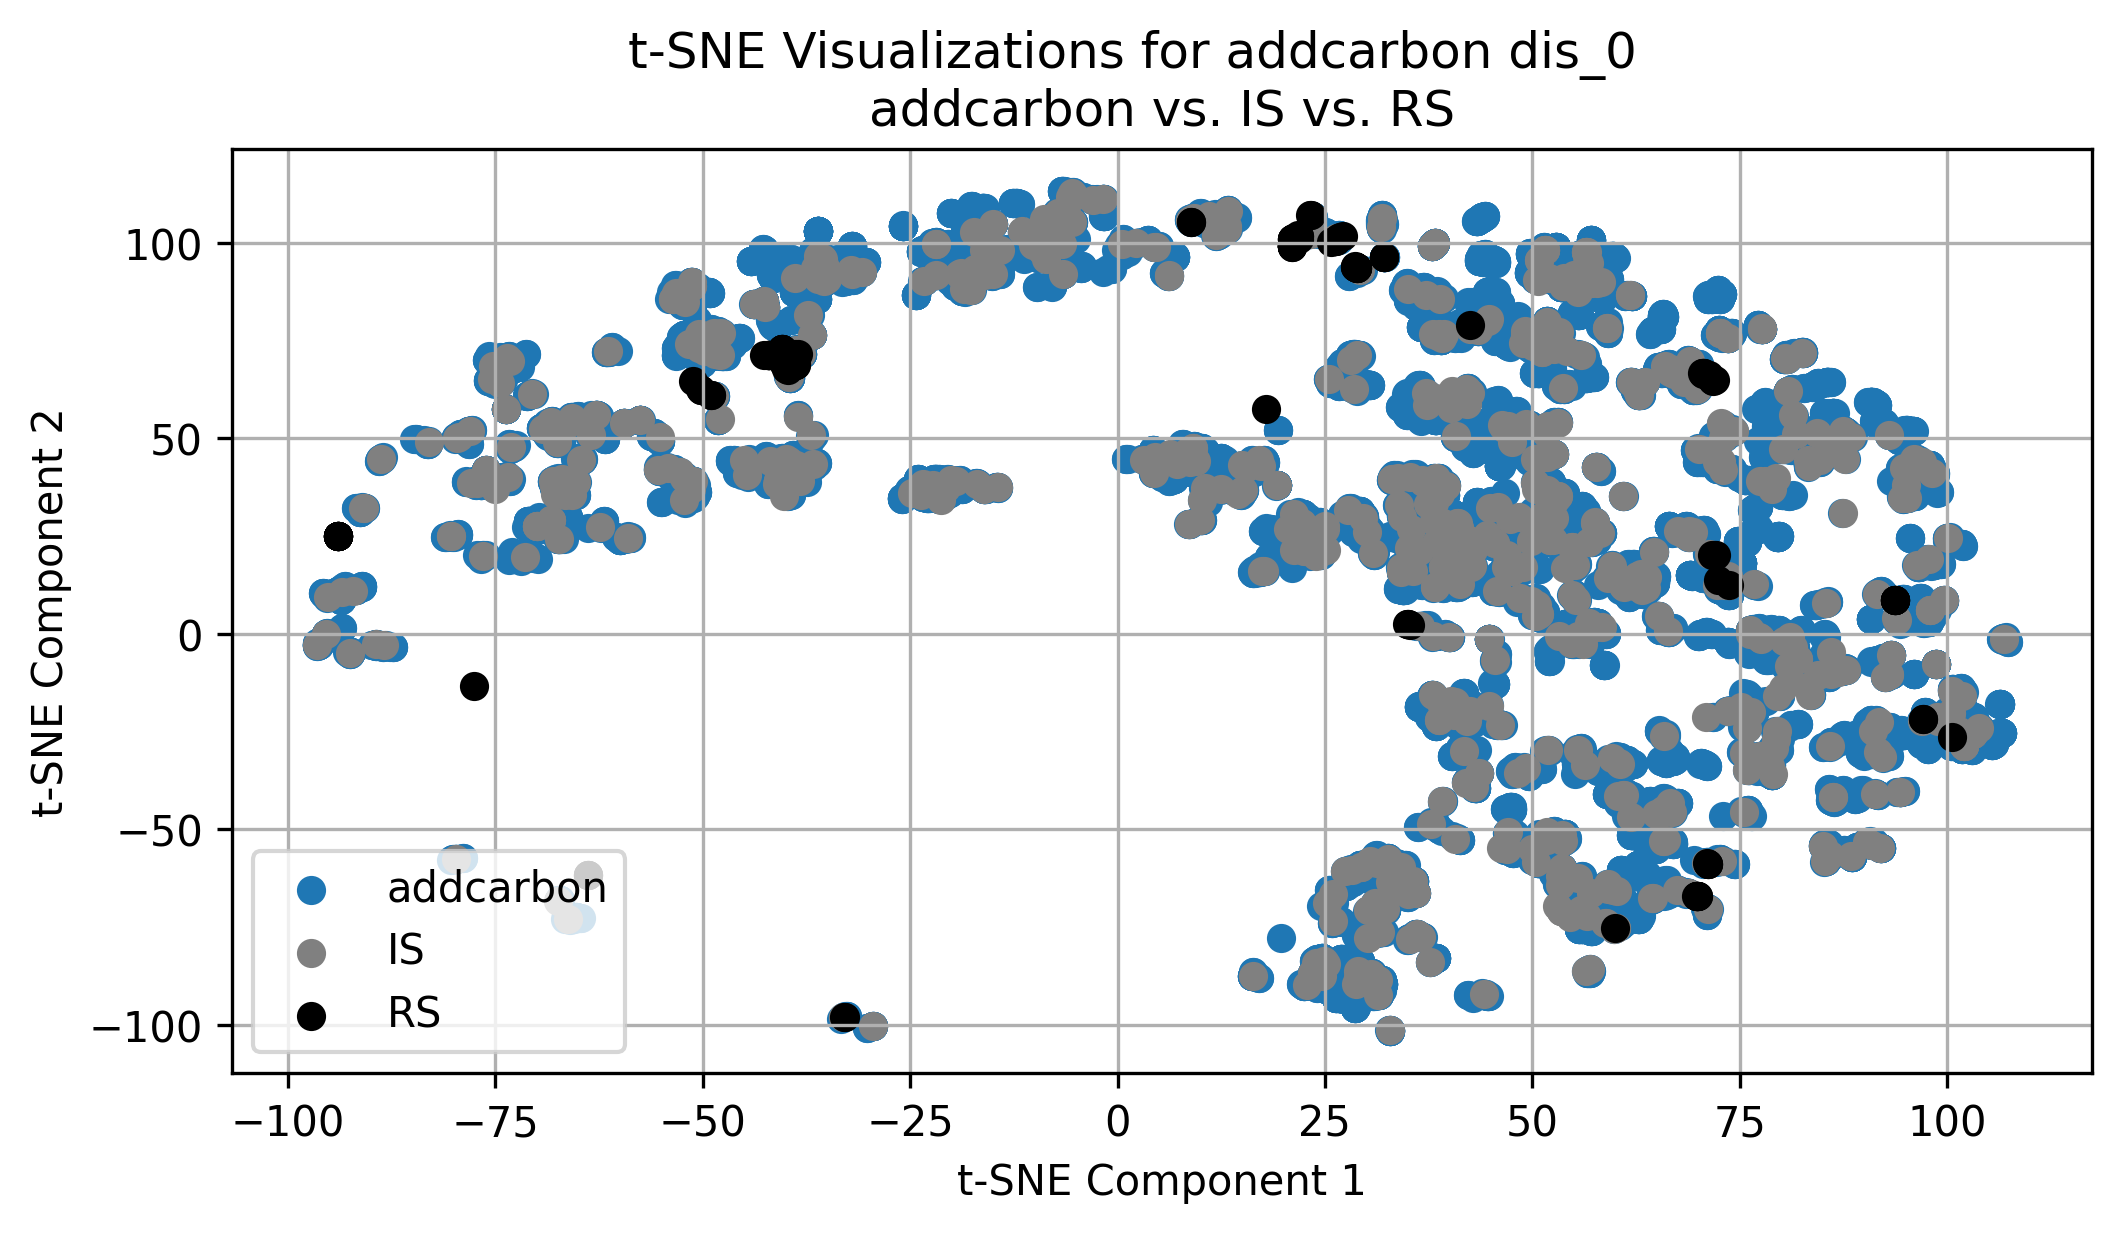 t-SNE Visualizations for addcarbon dis_0
addcarbon vs. IS vs. RS
t-SNE Component 2
100
50
0
−50
−100
addcarbon
IS
RS
−100
−75
−50
−25
0
25
50
75
100
t-SNE Component 1